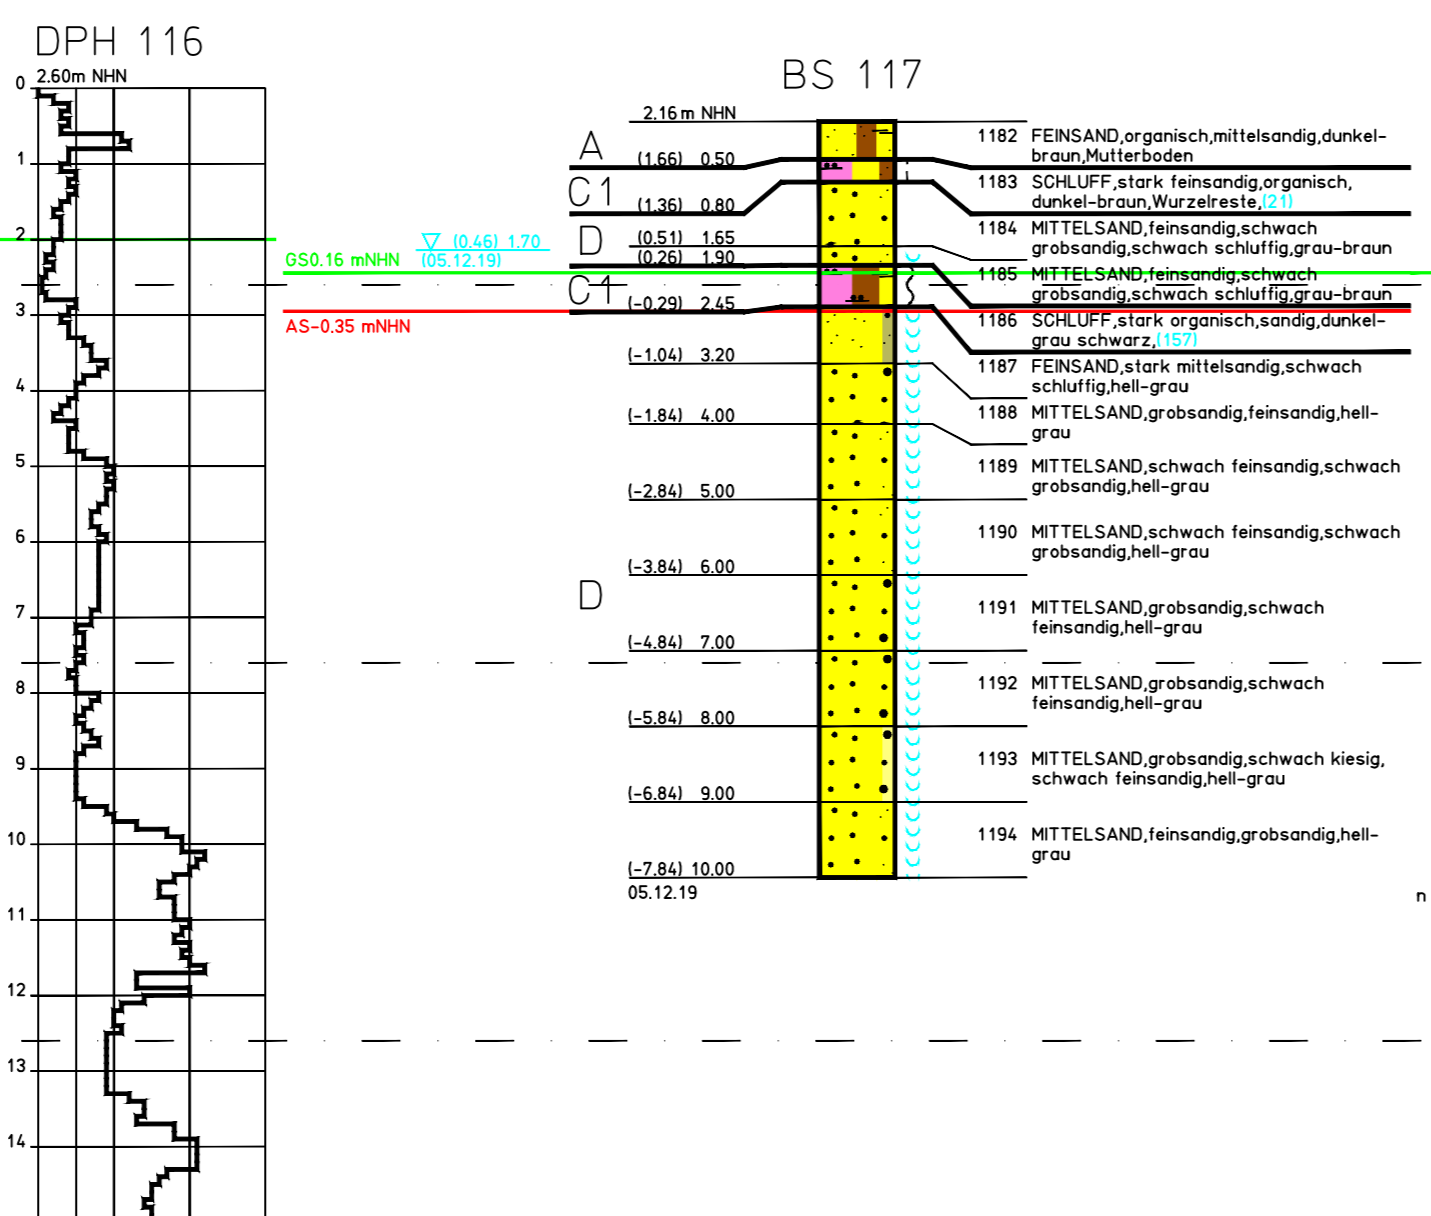 DPH 116
2.60m NHN
0
1
2
3
4
5
6
7
8
9
10
11
12
13
14
GS0.16 mNHN
AS-0.35 mNHN
(0.46) 1.70
(05.12.19)
BS 117
2.16m NHN
A
(1.66) 0.50
C1
(1.36) 0.80
D
(0.51) 1.65
(0.26) 1.90
C1
(-0.29) 2.45
(-1.04) 3.20
(-1.84) 4.00
(-2.84) 5.00
(-3.84) 6.00
D
(-4.84) 7.00
(-5.84) 8.00
(-6.84) 9.00
(-7.84) 10.00
05.12.19
1182 FEINSAND,organisch,mittelsandig,dunkel-
braun,Mutterboden
1183 SCHLUFF,stark feinsandig,organisch,
dunkel-braun,Wurzelreste,(21)
1184 MITTELSAND,feinsandig,schwach
grobsandig,schwach schluffig,grau-braun
1185 MITTELSAND,feinsandig,schwach
grobsandig,schwach schluffig,grau-braun
1186 SCHLUFF,stark organisch,sandig,dunkel-
grau schwarz,(157)
1187 FEINSAND,stark mittelsandig,schwach
schluffig,hell-grau
1188 MITTELSAND,grobsandig,feinsandig,hell-
grau
1189 MITTELSAND,schwach feinsandig,schwach
grobsandig,hell-grau
1190 MITTELSAND,schwach feinsandig,schwach
grobsandig,hell-grau
1191 MITTELSAND,grobsandig,schwach
feinsandig,hell-grau
1192 MITTELSAND,grobsandig,schwach
feinsandig,hell-grau
1193 MITTELSAND,grobsandig,schwach kiesig,
schwach feinsandig,hell-grau
1194 MITTELSAND,feinsandig,grobsandig,hell-
grau
n